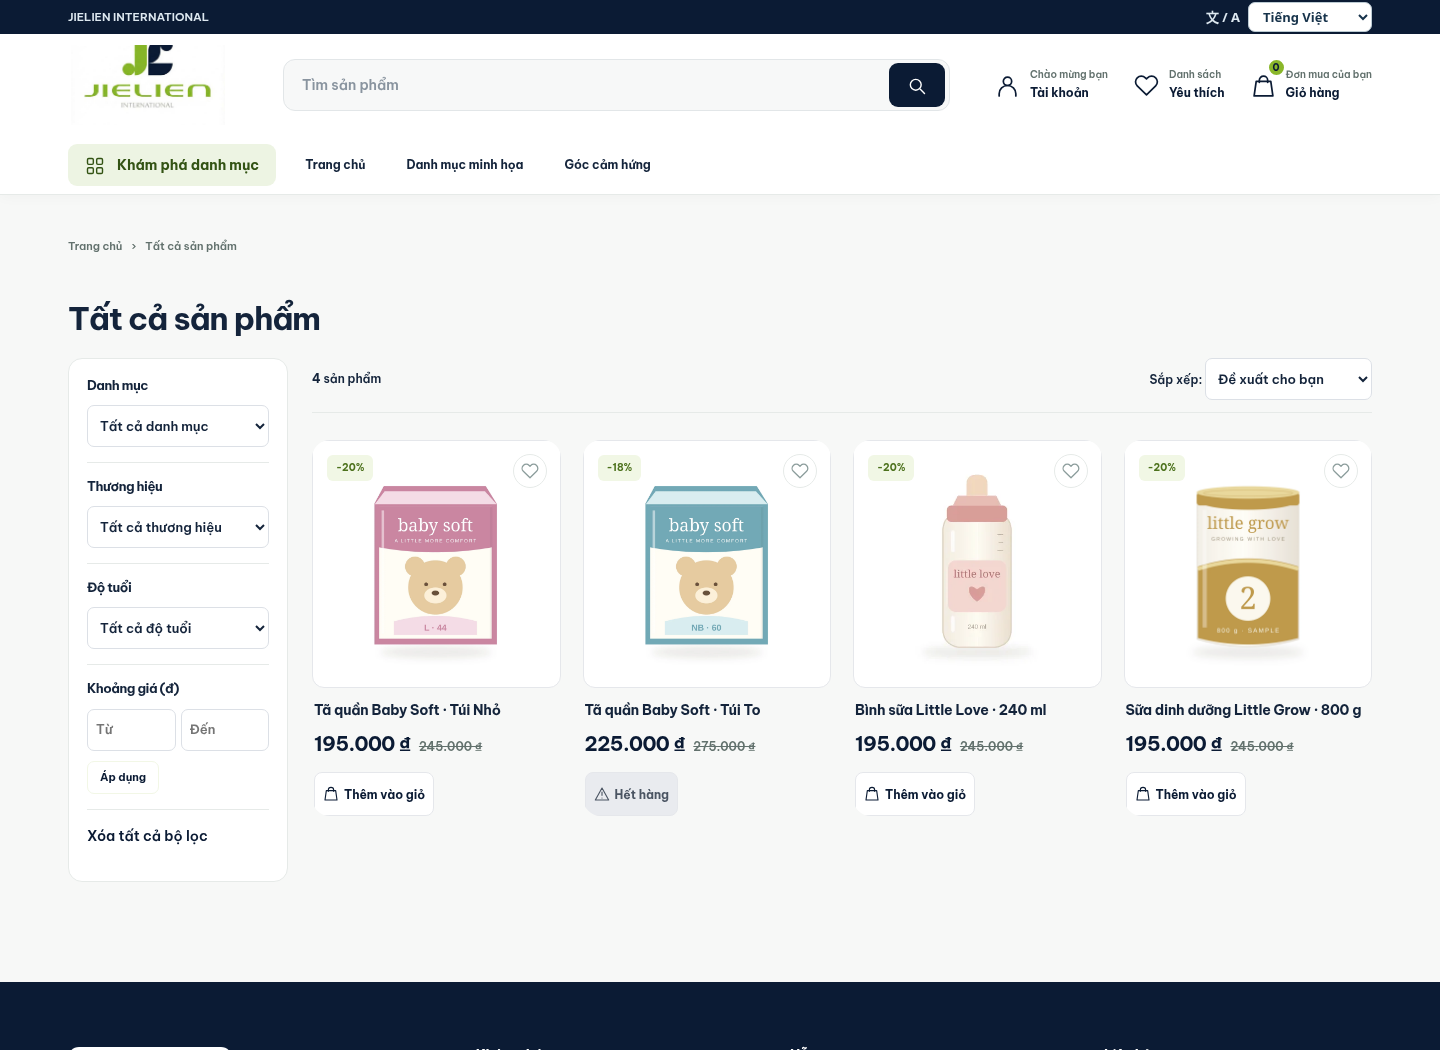 JIELIEN INTERNATIONAL
文 / A
Tiếng Việt
JIELIEN
INTERNATIONAL
Tìm sản phẩm
Chào mừng bạn
Tài khoản
Danh sách
Yêu thích
0
Đơn mua của bạn
Giỏ hàng
Khám phá danh mục
Trang chủ
Danh mục minh họa
Góc cảm hứng
Trang chủ › Tất cả sản phẩm
Tất cả sản phẩm
Danh mục
Tất cả danh mục
Thương hiệu
Tất cả thương hiệu
Độ tuổi
Tất cả độ tuổi
Khoảng giá (đ)
Từ
Đến
Áp dụng
Xóa tất cả bộ lọc
4 sản phẩm
Sắp xếp:
Đề xuất cho bạn
-20%
baby soft
A LITTLE MORE COMFORT
L · 44
Tã quần Baby Soft · Túi Nhỏ
195.000 ₫ 245.000 ₫
Thêm vào giỏ
-18%
baby soft
A LITTLE MORE COMFORT
NB · 60
Tã quần Baby Soft · Túi To
225.000 ₫ 275.000 ₫
Hết hàng
-20%
little love
240 ml
Bình sữa Little Love · 240 ml
195.000 ₫ 245.000 ₫
Thêm vào giỏ
-20%
little grow
GROWING WITH LOVE
2
800 g · SAMPLE
Sữa dinh dưỡng Little Grow · 800 g
195.000 ₫ 245.000 ₫
Thêm vào giỏ